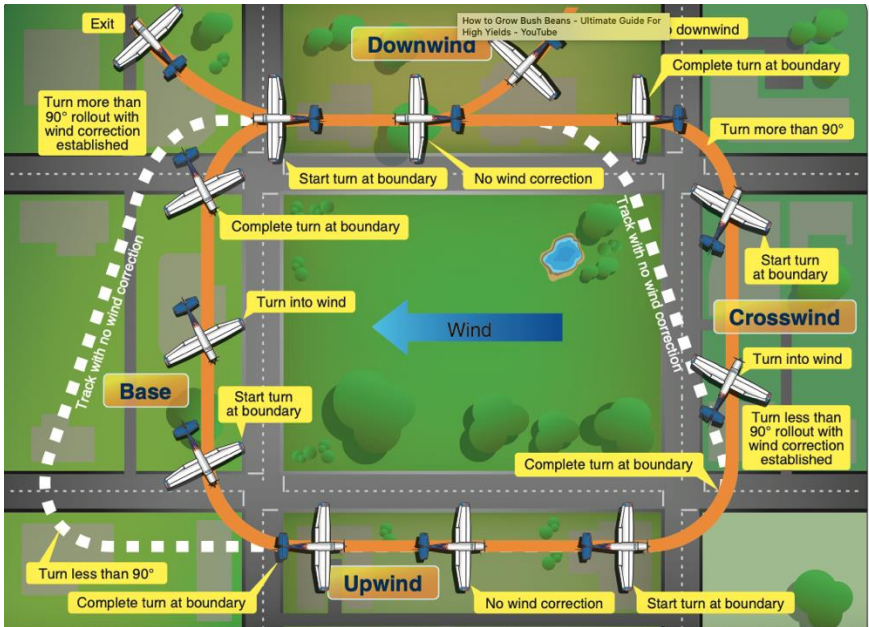 Exit
Downwind
How to Grow Bush Beans - Ultimate Guide For
High Yields - YouTube
downwind
Complete turn at boundary
Turn more than
90° rollout with
wind correction
established
Turn more than 90°
Start turn at boundary
No wind correction
Complete turn at boundary
Track with no wind correction
Track with no wind correction
Start turn
at boundary
Turn into wind
Wind
Crosswind
Turn into wind
Base
Start turn
at boundary
Turn less than
90° rollout with
wind correction
established
Complete turn at boundary
Turn less than 90°
Upwind
Complete turn at boundary
No wind correction
Start turn at boundary